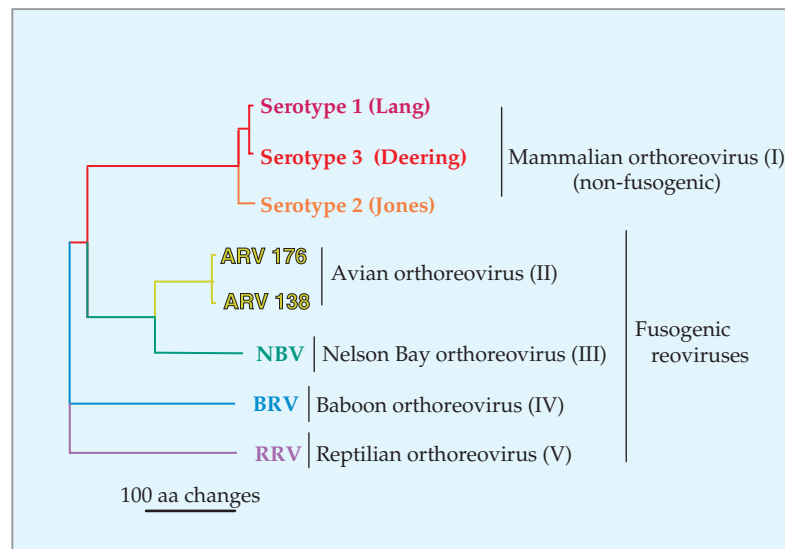 Serotype 1 (Lang)
Serotype 3 (Deering)
Mammalian orthoreovirus (I)
(non-fusogenic)
Serotype 2 (Jones)
ARV 176
Avian orthoreovirus (II)
ARV 138
Fusogenic
reoviruses
NBV
Nelson Bay orthoreovirus (III)
BRV
Baboon orthoreovirus (IV)
RRV
Reptilian orthoreovirus (V)
100 aa changes